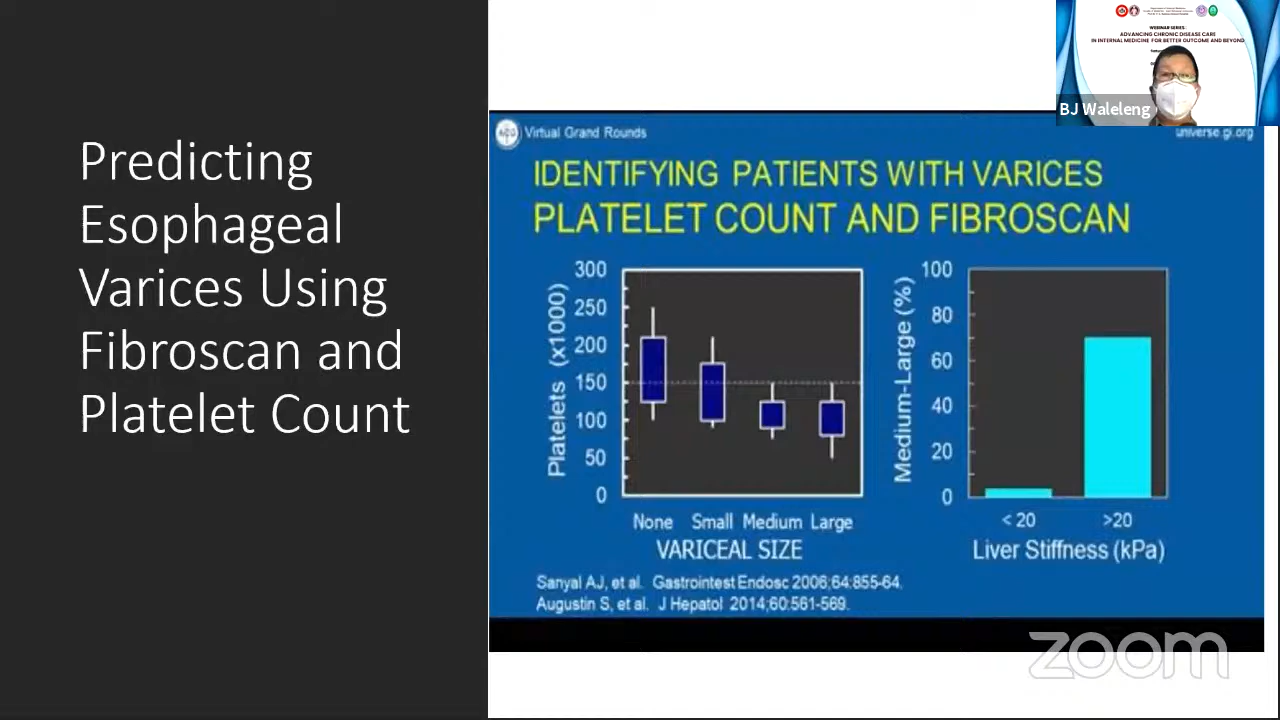 Predicting
Esophageal
Varices Using
Fibroscan and
Platelet Count
WEBINAR SERIES:
ADVANCING CHRONIC DISEASE CARE
IN INTERNAL MEDICINE FOR BETTER OUTCOME AND BEYOND
BJ Waleleng
Virtual Grand Rounds
universe.gi.org
IDENTIFYING PATIENTS WITH VARICES
PLATELET COUNT AND FIBROSCAN
Platelets (x1000)
300
250
200
150
100
50
0
None Small Medium Large
VARICEAL SIZE
Medium-Large (%)
100
80
60
40
20
0
< 20 >20
Liver Stiffness (kPa)
Sanyal AJ, et al. Gastrointest Endosc 2006;64:855-64.
Augustin S, et al. J Hepatol 2014;60:561-569.
zoom